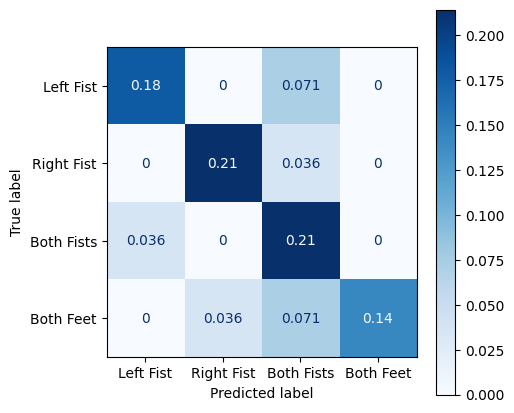 Left Fist 0.18 0 0.071 0
Right Fist 0 0.21 0.036 0
Both Fists 0.036 0 0.21 0
Both Feet 0 0.036 0.071 0.14
Left Fist Right Fist Both Fists Both Feet
Predicted label
True label
0.200
0.175
0.150
0.125
0.100
0.075
0.050
0.025
0.000